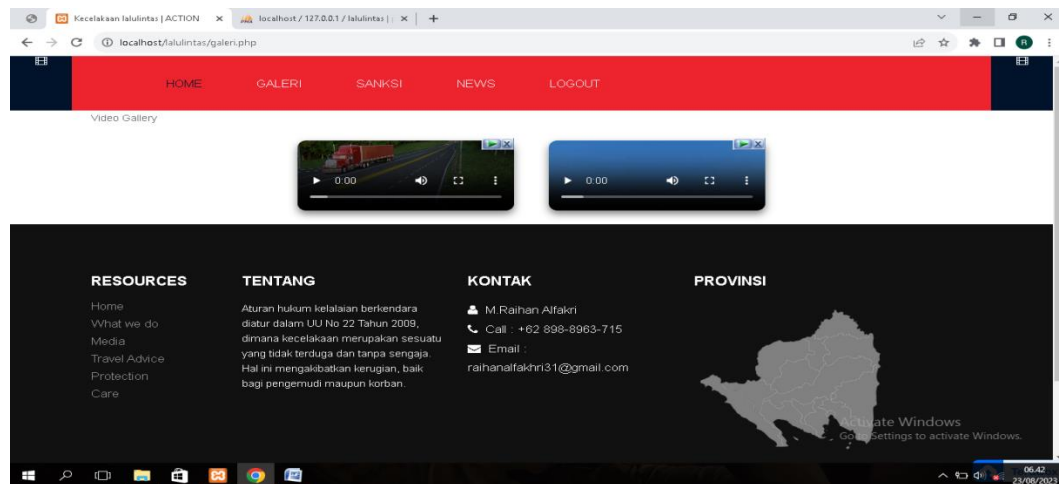 Kecelakaan lalulintas | ACTION
localhost / 127.0.0.1 / lalulintas |
localhost/lalulintas/galeri.php
R
HOME GALERI SANKSI NEWS LOGOUT
Video Gallery
0:00
0:00
RESOURCES
Home
What we do
Media
Travel Advice
Protection
Care
TENTANG
Aturan hukum kelalaian berkendara
diatur dalam UU No 22 Tahun 2009,
dimana kecelakaan merupakan sesuatu
yang tidak terduga dan tanpa sengaja.
Hal ini mengakibatkan kerugian, baik
bagi pengemudi maupun korban.
KONTAK
M.Raihan Alfakri
Call : +62 898-8963-715
Email :
raihanalfakhri31@gmail.com
PROVINSI
Activate Windows
Go to Settings to activate Windows.
06.42
23/08/2023